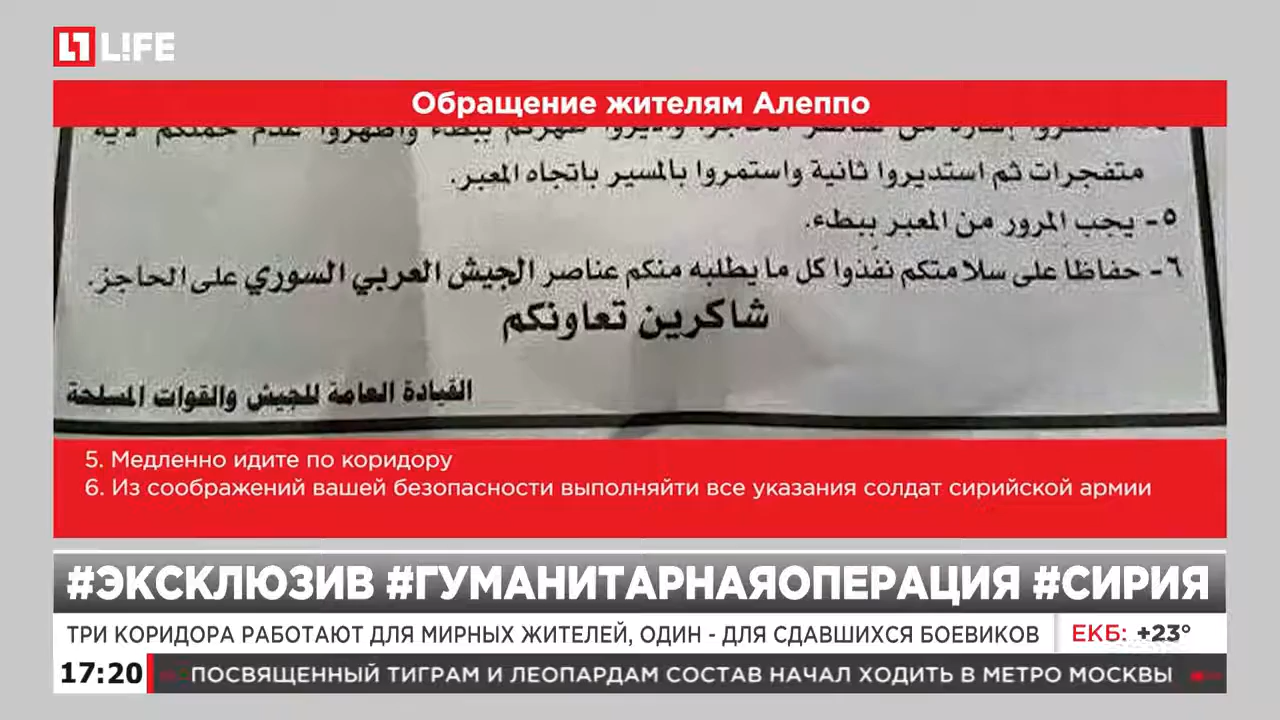 LIFE
Обращение жителям Алеппо
متفجرات ثم استديروا ثانية واستمروا بالمسير باتجاه المعبر.
٥- يجب المرور من المعبر ببطء.
٦- حفاظا على سلامتكم نفذوا كل ما يطلبه منكم عناصر الجيش العربي السوري على الحاجز.
شاكرين تعاونكم
القيادة العامة للجيش والقوات المسلحة
5. Медленно идите по коридору
6. Из соображений вашей безопасности выполняйти все указания солдат сирийской армии
#ЭКСКЛЮЗИВ #ГУМАНИТАРНАЯОПЕРАЦИЯ #СИРИЯ
ТРИ КОРИДОРА РАБОТАЮТ ДЛЯ МИРНЫХ ЖИТЕЛЕЙ, ОДИН - ДЛЯ СДАВШИХСЯ БОЕВИКОВ ЕКБ: +23°
17:20 ПОСВЯЩЕННЫЙ ТИГРАМ И ЛЕОПАРДАМ СОСТАВ НАЧАЛ ХОДИТЬ В МЕТРО МОСКВЫ